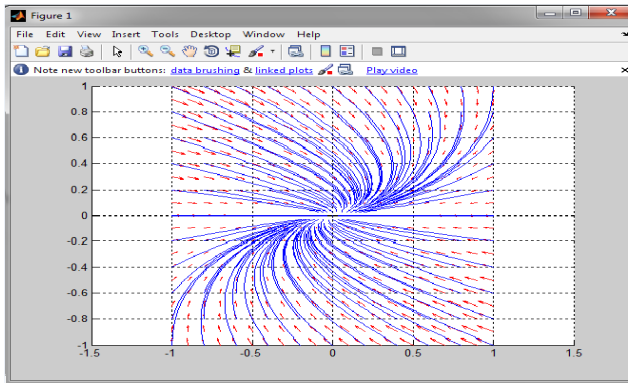 Figure 1
File Edit View Insert Tools Desktop Window Help
Note new toolbar buttons: data brushing & linked plots Play video
1
0.8
0.6
0.4
0.2
0
-0.2
-0.4
-0.6
-0.8
-1
-1.5 -1 -0.5 0 0.5 1 1.5